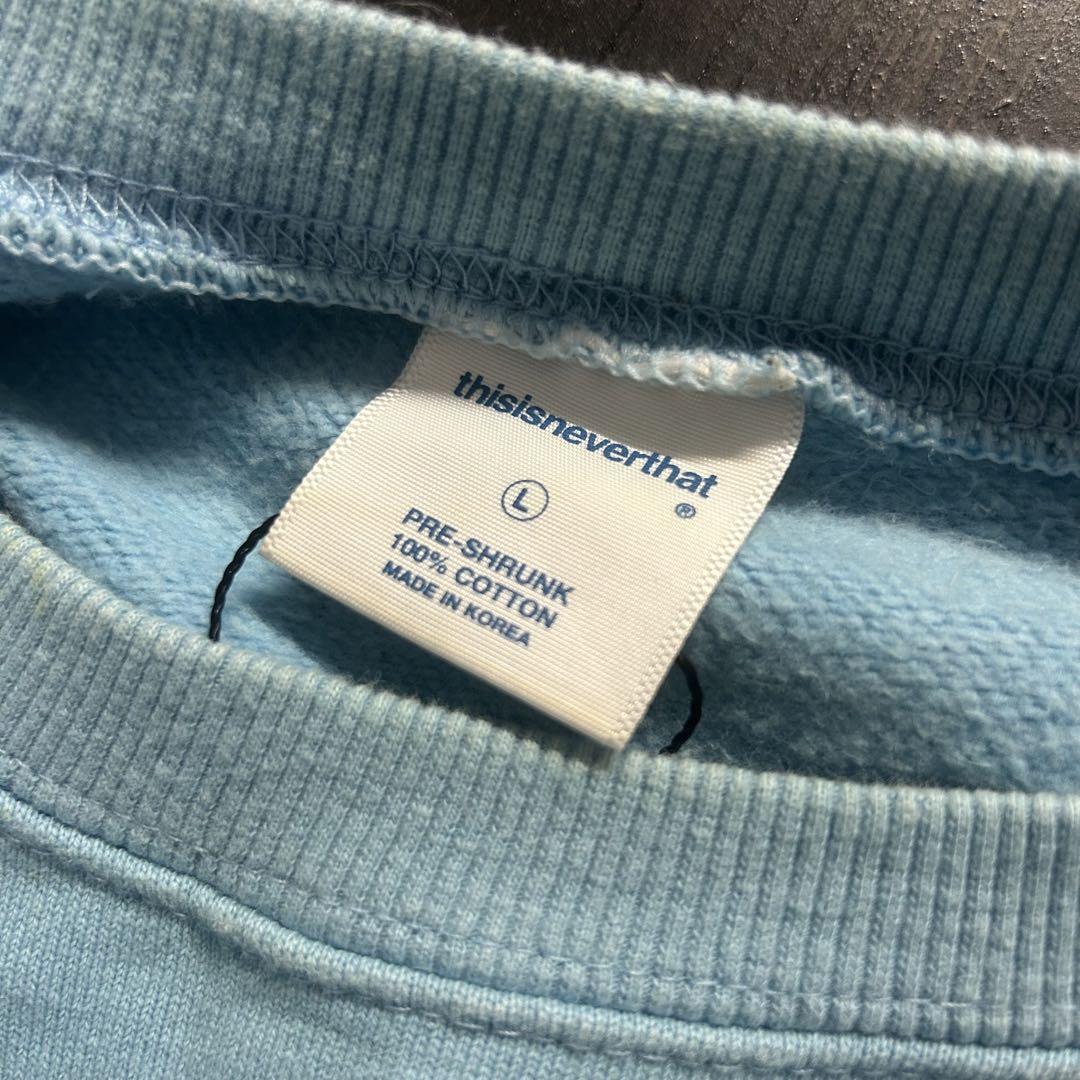 thisisneverthat
®
L
PRE-SHRUNK
100% COTTON
MADE IN KOREA